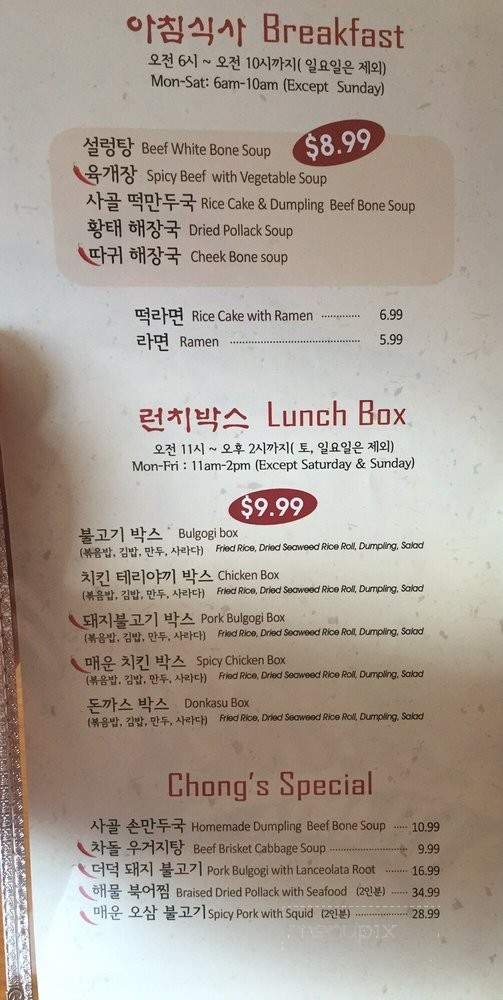 아침식사 Breakfast
오전 6시 ~ 오전 10시까지( 일요일은 제외)
Mon-Sat: 6am-10am (Except Sunday)
$8.99
설렁탕 Beef White Bone Soup
육개장 Spicy Beef with Vegetable Soup
사골 떡만두국 Rice Cake & Dumpling Beef Bone Soup
황태 해장국 Dried Pollack Soup
따귀 해장국 Cheek Bone soup
떡라면 Rice Cake with Ramen ............. 6.99
라면 Ramen ........................................... 5.99
런치박스 Lunch Box
오전 11시 ~ 오후 2시까지( 토, 일요일은 제외)
Mon-Fri : 11am-2pm (Except Saturday & Sunday)
$9.99
불고기 박스 Bulgogi box
(볶음밥, 김밥, 만두, 사라다) Fried Rice, Dried Seaweed Rice Roll, Dumpling, Salad
치킨 테리야끼 박스 Chicken Box
(볶음밥, 김밥, 만두, 사라다) Fried Rice, Dried Seaweed Rice Roll, Dumpling, Salad
돼지불고기 박스 Pork Bulgogi Box
(볶음밥, 김밥, 만두, 사라다) Fried Rice, Dried Seaweed Rice Roll, Dumpling, Salad
매운 치킨 박스 Spicy Chicken Box
(볶음밥, 김밥, 만두, 사라다) Fried Rice, Dried Seaweed Rice Roll, Dumpling, Salad
돈까스 박스 Donkasu Box
(볶음밥, 김밥, 만두, 사라다) Fried Rice, Dried Seaweed Rice Roll, Dumpling, Salad
Chong's Special
사골 손만두국 Homemade Dumpling Beef Bone Soup ..... 10.99
차돌 우거지탕 Beef Brisket Cabbage Soup .......................... 9.99
더덕 돼지 불고기 Pork Bulgogi with Lanceolata Root ....... 16.99
해물 북어찜 Braised Dried Pollack with Seafood (2인분) ..... 34.99
매운 오삼 불고기 Spicy Pork with Squid (2인분) ................. 28.99